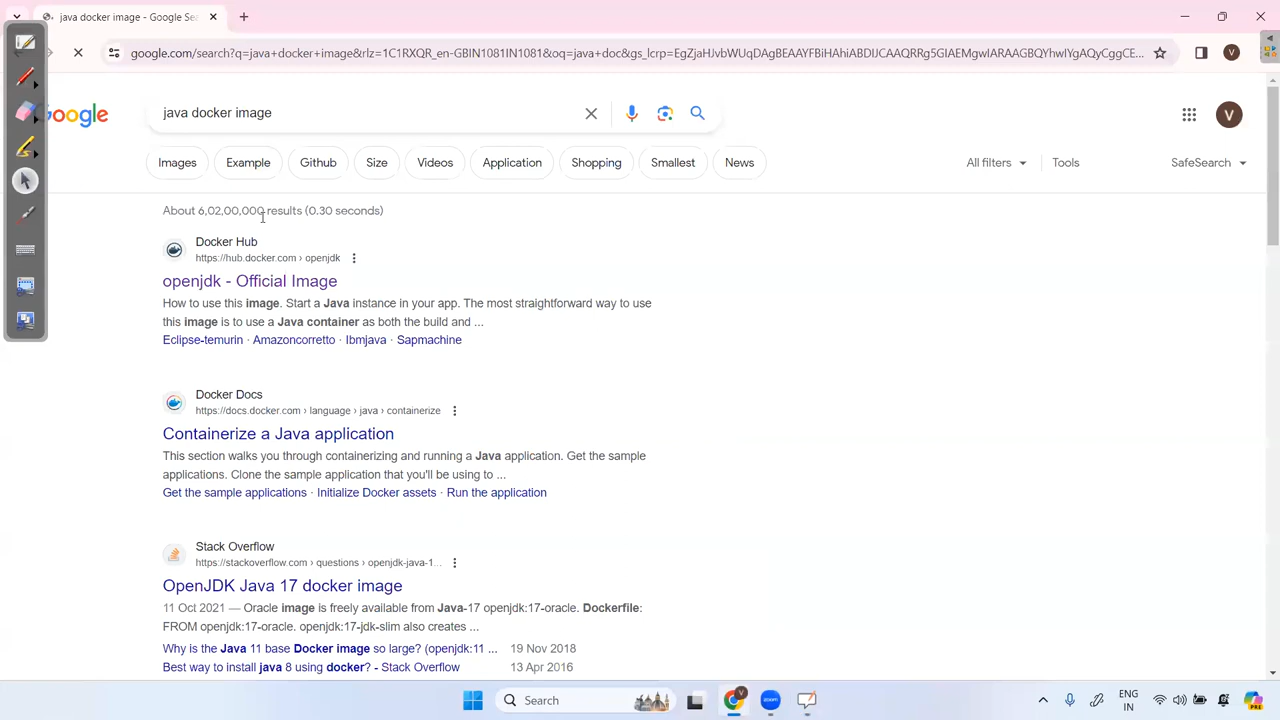 java docker image - Google Se
google.com/search?q=java+docker+image&rlz=1C1RXQR_en-GBIN1081IN1081&oq=java+doc&gs_lcrp=EgZjaHJvbWUqDAgBEAAYFBiHAhiABDIJCAAQRRg5GIAEMgwIARAAGBQYhwIYgAQyCggCE...
V
Google
java docker image
V
Images
Example
Github
Size
Videos
Application
Shopping
Smallest
News
All filters
Tools
SafeSearch
About 6,02,00,000 results (0.30 seconds)
Docker Hub
https://hub.docker.com › openjdk
openjdk - Official Image
How to use this image. Start a Java instance in your app. The most straightforward way to use
this image is to use a Java container as both the build and ...
Eclipse-temurin · Amazoncorretto · Ibmjava · Sapmachine
Docker Docs
https://docs.docker.com › language › java › containerize
Containerize a Java application
This section walks you through containerizing and running a Java application. Get the sample
applications. Clone the sample application that you'll be using to ...
Get the sample applications · Initialize Docker assets · Run the application
Stack Overflow
https://stackoverflow.com › questions › openjdk-java-1...
OpenJDK Java 17 docker image
11 Oct 2021 — Oracle image is freely available from Java-17 openjdk:17-oracle. Dockerfile:
FROM openjdk:17-oracle. openjdk:17-jdk-slim also creates ...
Why is the Java 11 base Docker image so large? (openjdk:11 ... 19 Nov 2018
Best way to install java 8 using docker? - Stack Overflow 13 Apr 2016
Search
V
zoom
ENG
IN
PRE